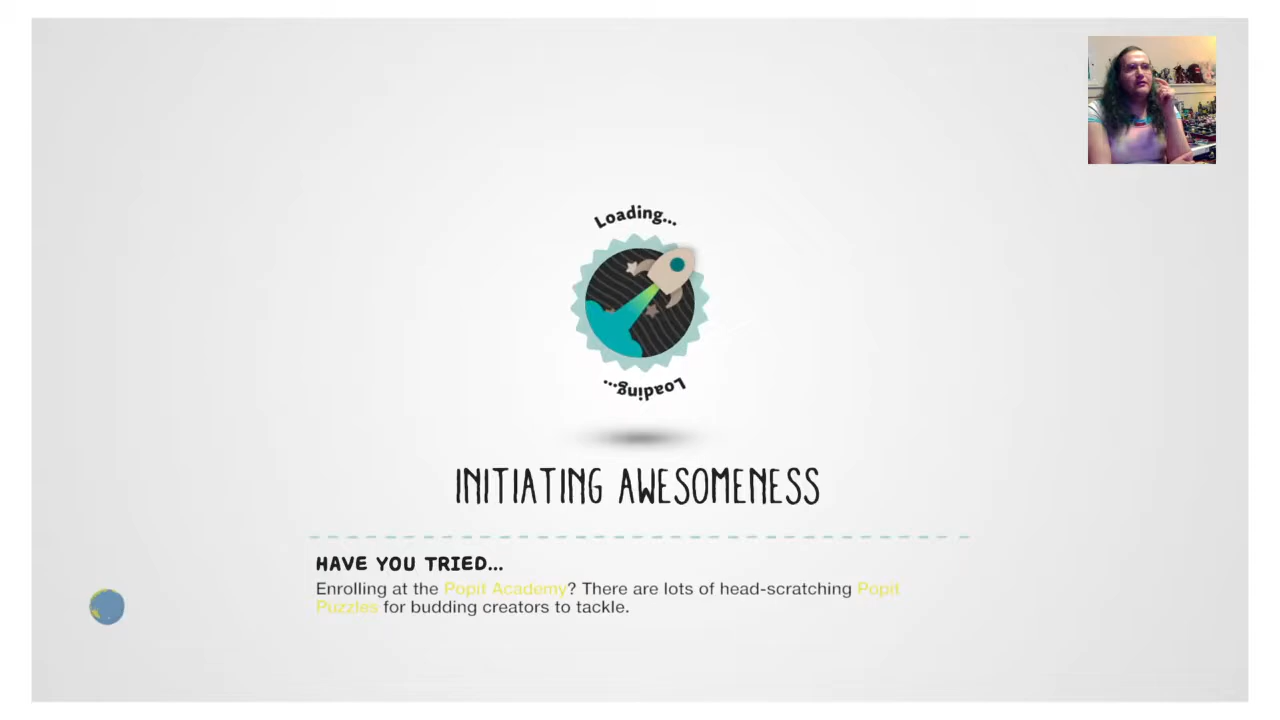 Loading...
Loading...
INITIATING AWESOMENESS
HAVE YOU TRIED...
Enrolling at the Popit Academy? There are lots of head-scratching Popit
Puzzles for budding creators to tackle.